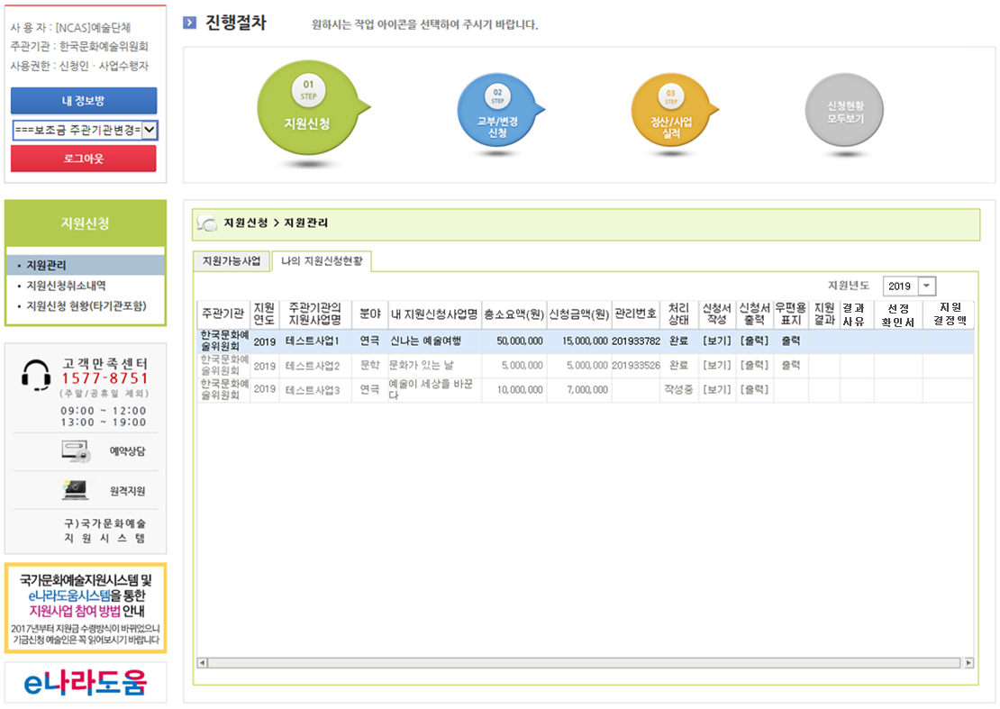 사 용 자 : [NCAS]예술단체
주관기관 : 한국문화예술위원회
사용권한 : 신청인 · 사업수행자
내 정보방
===보조금 주관기관변경=
로그아웃
진행절차
원하시는 작업 아이콘을 선택하여 주시기 바랍니다.
01
STEP
지원신청
02
STEP
교부/변경
신청
03
STEP
정산/사업
실적
신청현황
모두보기
지원신청
· 지원관리
· 지원신청취소내역
· 지원신청 현황(타기관포함)
고객만족센터
1577-8751
(주말/공휴일 제외)
09:00 ~ 12:00
13:00 ~ 19:00
예약상담
원격지원
구)국가문화예술
지 원 시 스 템
국가문화예술지원시스템 및
e나라도움시스템을 통한
지원사업 참여 방법 안내
2017년부터 지원금 수령방식이 바뀌었으니
기금신청 예술인은 꼭 읽어보시기 바랍니다
e나라도움
지원신청 > 지원관리
지원가능사업 나의 지원신청현황
지원년도 2019
주관기관 지원연도 주관기관의 지원사업명 분야 내 지원신청사업명 총소요액(원) 신청금액(원) 관리번호 처리상태 신청서작성 신청서출력 우편용표지 지원결과 결과사유 선정확인서 지원결정액
한국문화예술위원회 2019 테스트사업1 연극 신나는 예술여행 50,000,000 15,000,000 201933782 완료 [보기] [출력] 출력
한국문화예술위원회 2019 테스트사업2 문학 문화가 있는 날 5,000,000 5,000,000 201933526 완료 [보기] [출력] 출력
한국문화예술위원회 2019 테스트사업3 연극 예술이 세상을 바꾼다 10,000,000 7,000,000 작성중 [보기] [출력]